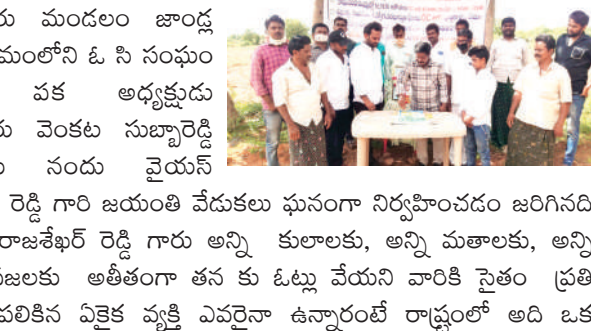 రు మండలం జాండ్ల
మంలోని ఓ సి సంఘం
పక అధ్యక్షుడు
రు వెంకట సుబ్బారెడ్డి
నందు వైయస్
రెడ్డి గారి జయంతి వేడుకలు ఘనంగా నిర్వహించడం జరిగినది
రాజశేఖర్ రెడ్డి గారు అన్ని కులాలకు, అన్ని మతాలకు, అన్ని
జలకు అతీతంగా తన కు ఓట్లు వేయని వారికి సైతం ప్రతి
పలికిన ఏకైక వ్యక్తి ఎవరైనా ఉన్నారంటే రాష్ట్రంలో అది ఒక